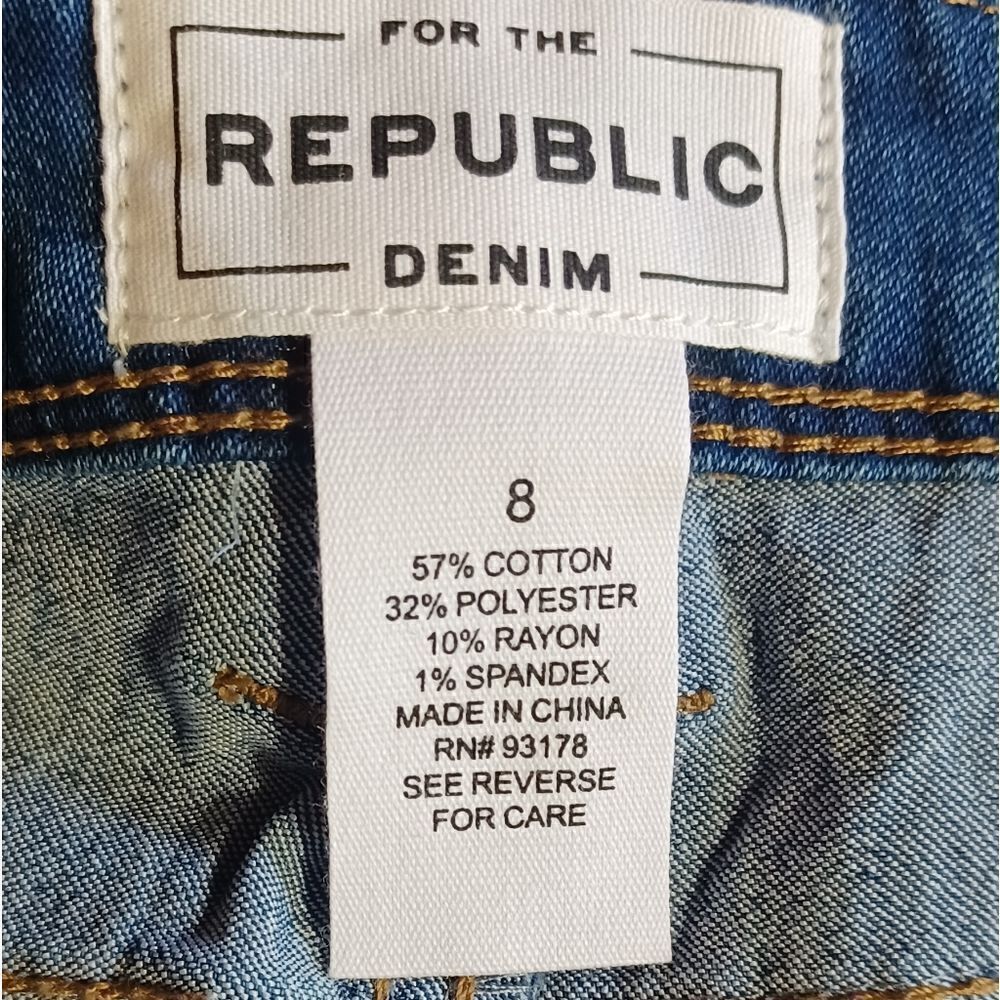 FOR THE
REPUBLIC
DENIM
8
57% COTTON
32% POLYESTER
10% RAYON
1% SPANDEX
MADE IN CHINA
RN# 93178
SEE REVERSE
FOR CARE